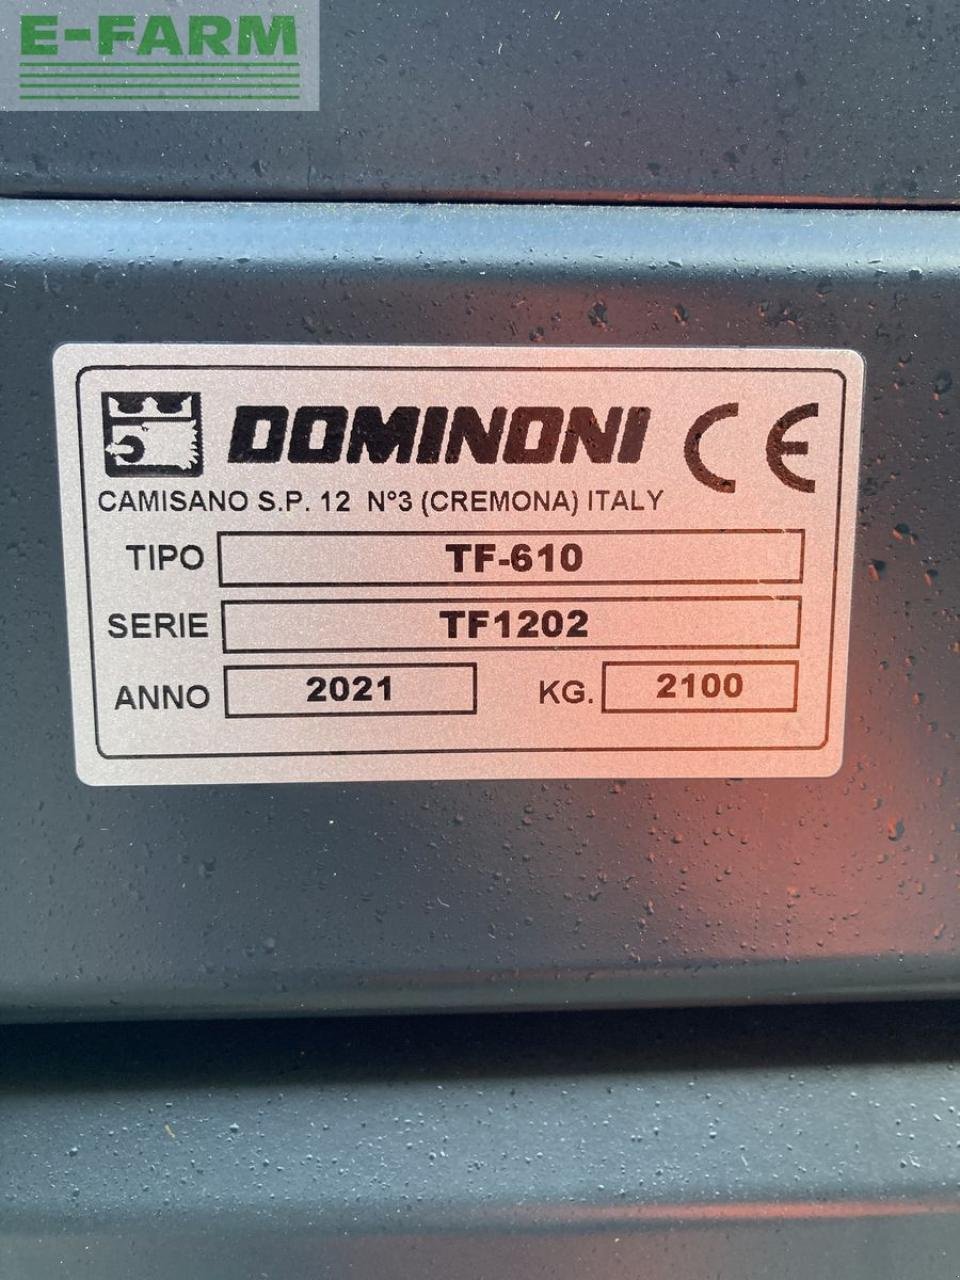 E-FARM
DOMINONI CE
CAMISANO S.P. 12 N°3 (CREMONA) ITALY
TIPO TF-610
SERIE TF1202
ANNO 2021 KG. 2100